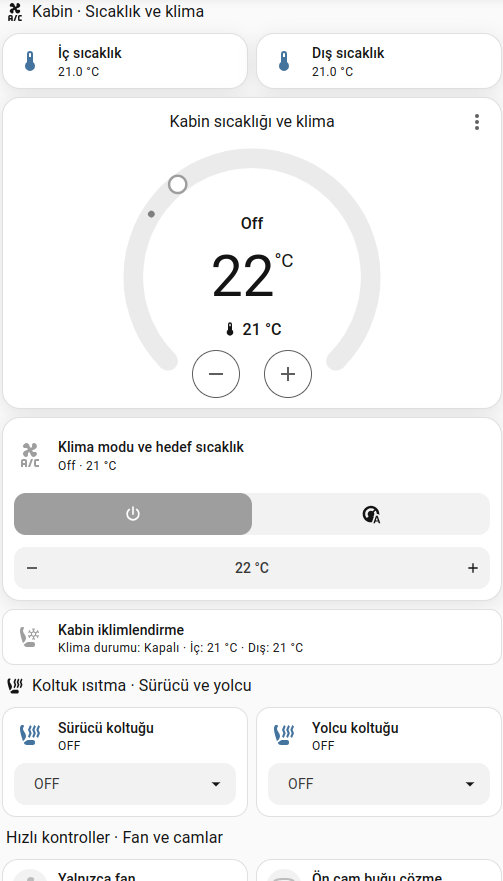 A/C Kabin · Sıcaklık ve klima
İç sıcaklık
21.0 °C
Dış sıcaklık
21.0 °C
Kabin sıcaklığı ve klima
Off
22 °C
21 °C
− +
A/C
Klima modu ve hedef sıcaklık
Off · 21 °C
A
− 22 °C +
Kabin iklimlendirme
Klima durumu: Kapalı · İç: 21 °C · Dış: 21 °C
Koltuk ısıtma · Sürücü ve yolcu
Sürücü koltuğu
OFF
OFF
Yolcu koltuğu
OFF
OFF
Hızlı kontroller · Fan ve camlar
Yalnızca fan
Ön cam buğu çözme